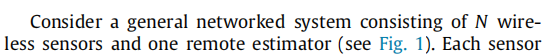 Consider a general networked system consisting of N wire-
less sensors and one remote estimator (see Fig. 1). Each sensor